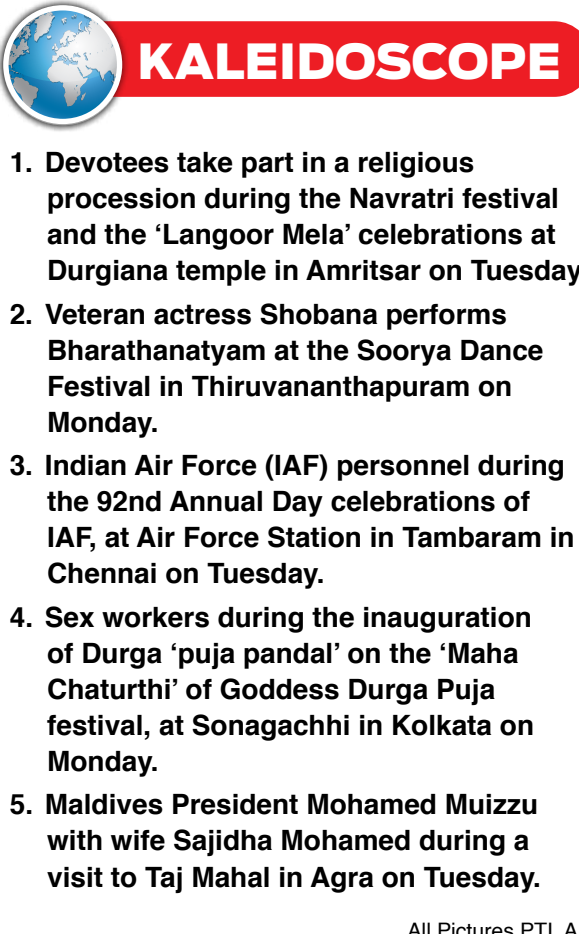 KALEIDOSCOPE
1. Devotees take part in a religious
procession during the Navratri festival
and the ‘Langoor Mela’ celebrations at
Durgiana temple in Amritsar on Tuesday
2. Veteran actress Shobana performs
Bharathanatyam at the Soorya Dance
Festival in Thiruvananthapuram on
Monday.
3. Indian Air Force (IAF) personnel during
the 92nd Annual Day celebrations of
IAF, at Air Force Station in Tambaram in
Chennai on Tuesday.
4. Sex workers during the inauguration
of Durga ‘puja pandal’ on the ‘Maha
Chaturthi’ of Goddess Durga Puja
festival, at Sonagachhi in Kolkata on
Monday.
5. Maldives President Mohamed Muizzu
with wife Sajidha Mohamed during a
visit to Taj Mahal in Agra on Tuesday.
All Pictures PTI, A